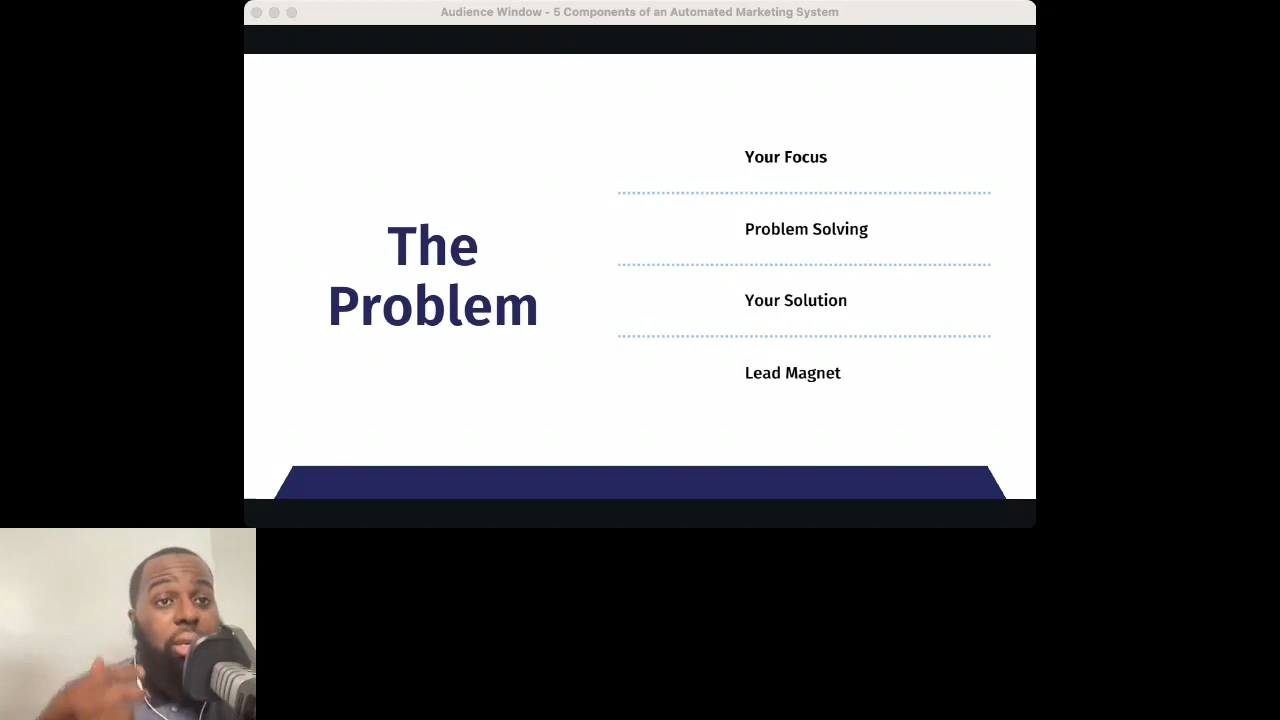 Audience Window - 5 Components of an Automated Marketing System
The
Problem
Your Focus
Problem Solving
Your Solution
Lead Magnet